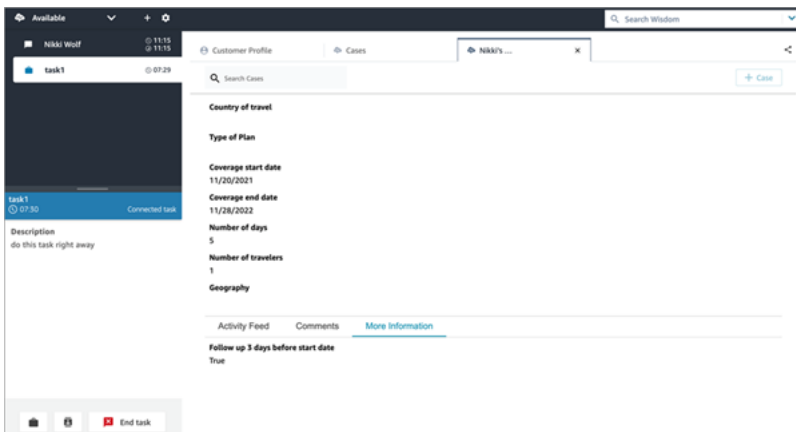 Available
Search Wisdom
Nikki Wolf
11:15
11:15
task1
07:29
Customer Profile
Cases
Nikki's ...
Search Cases
+ Case
Country of travel
Type of Plan
Coverage start date
11/20/2021
Coverage end date
11/28/2022
Number of days
5
Number of travelers
1
Geography
task1
07:30
Connected task
Description
do this task right away
Activity Feed
Comments
More Information
Follow up 3 days before start date
True
End task